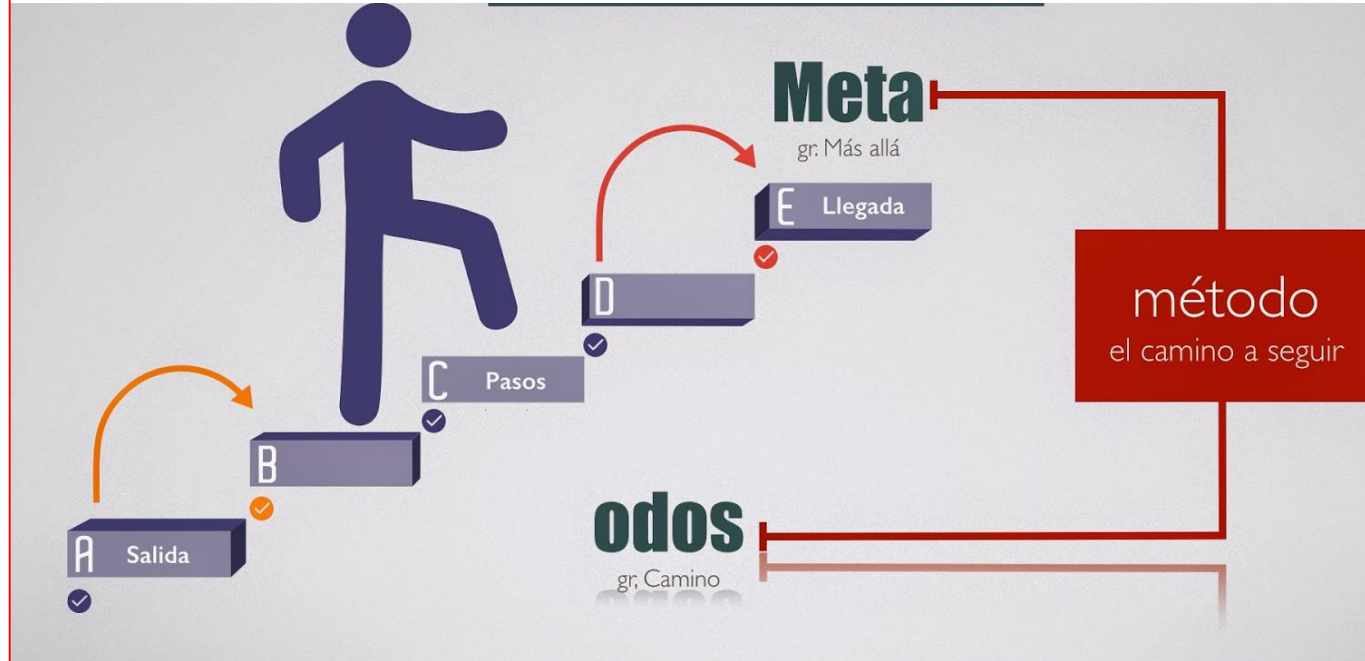 Meta
gr. Más allá
E Llegada
D
método
el camino a seguir
C Pasos
B
odos
gr, Camino
A Salida